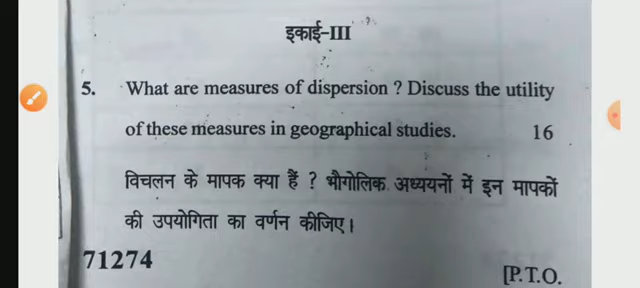 इकाई-III
5. What are measures of dispersion ? Discuss the utility
of these measures in geographical studies. 16
विचलन के मापक क्या हैं ? भौगोलिक अध्ययनों में इन मापकों
की उपयोगिता का वर्णन कीजिए।
71274
[P.T.O.